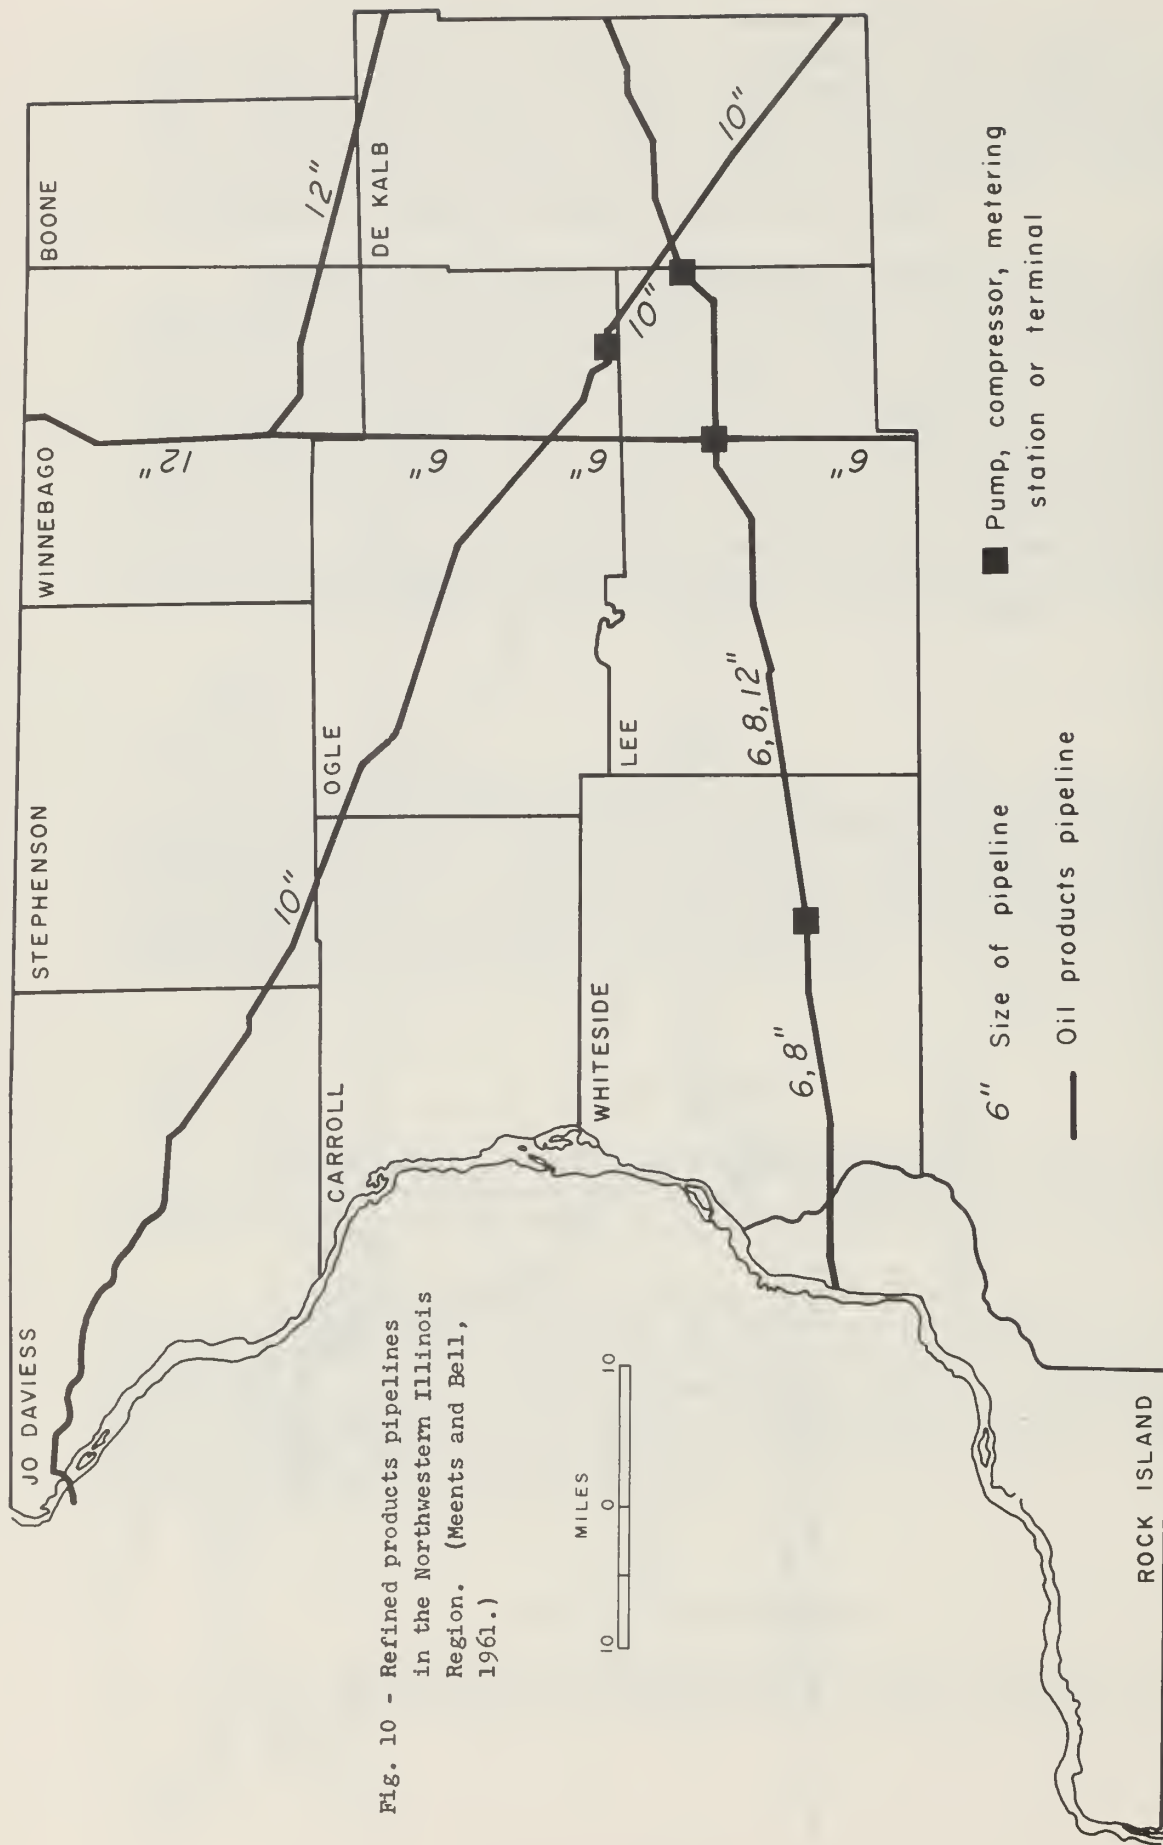 JO DAVIESS
STEPHENSON
WINNEBAGO
BOONE
12"
12"
10"
CARROLL
OGLE
6"
DE KALB
6"
10"
10"
WHITESIDE
LEE
6, 8"
6, 8, 12"
6"
ROCK ISLAND
Fig. 10 - Refined products pipelines
in the Northwestern Illinois
Region. (Meents and Bell,
1961.)
MILES
10 0 10
6" Size of pipeline
Oil products pipeline
Pump, compressor, metering
station or terminal